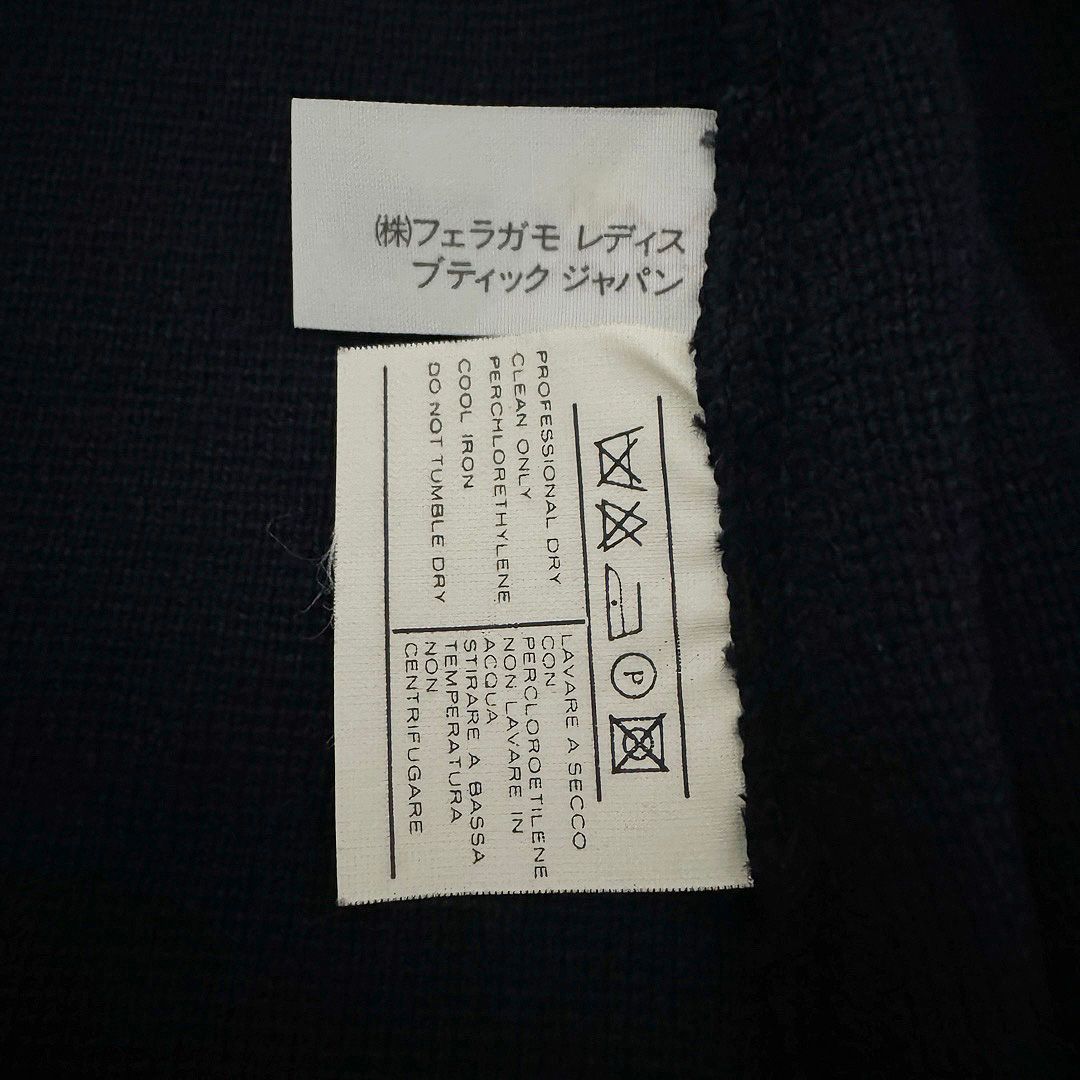 ㈱フェラガモ レディス
ブティック ジャパン
PROFESSIONAL DRY
CLEAN ONLY
PERCHLORETHYLENE
COOL IRON
DO NOT TUMBLE DRY
P
LAVARE A SECCO
CON
PERCLOROETILENE
NON LAVARE IN
ACQUA
STIRARE A BASSA
TEMPERATURA
NON
CENTRIFUGARE